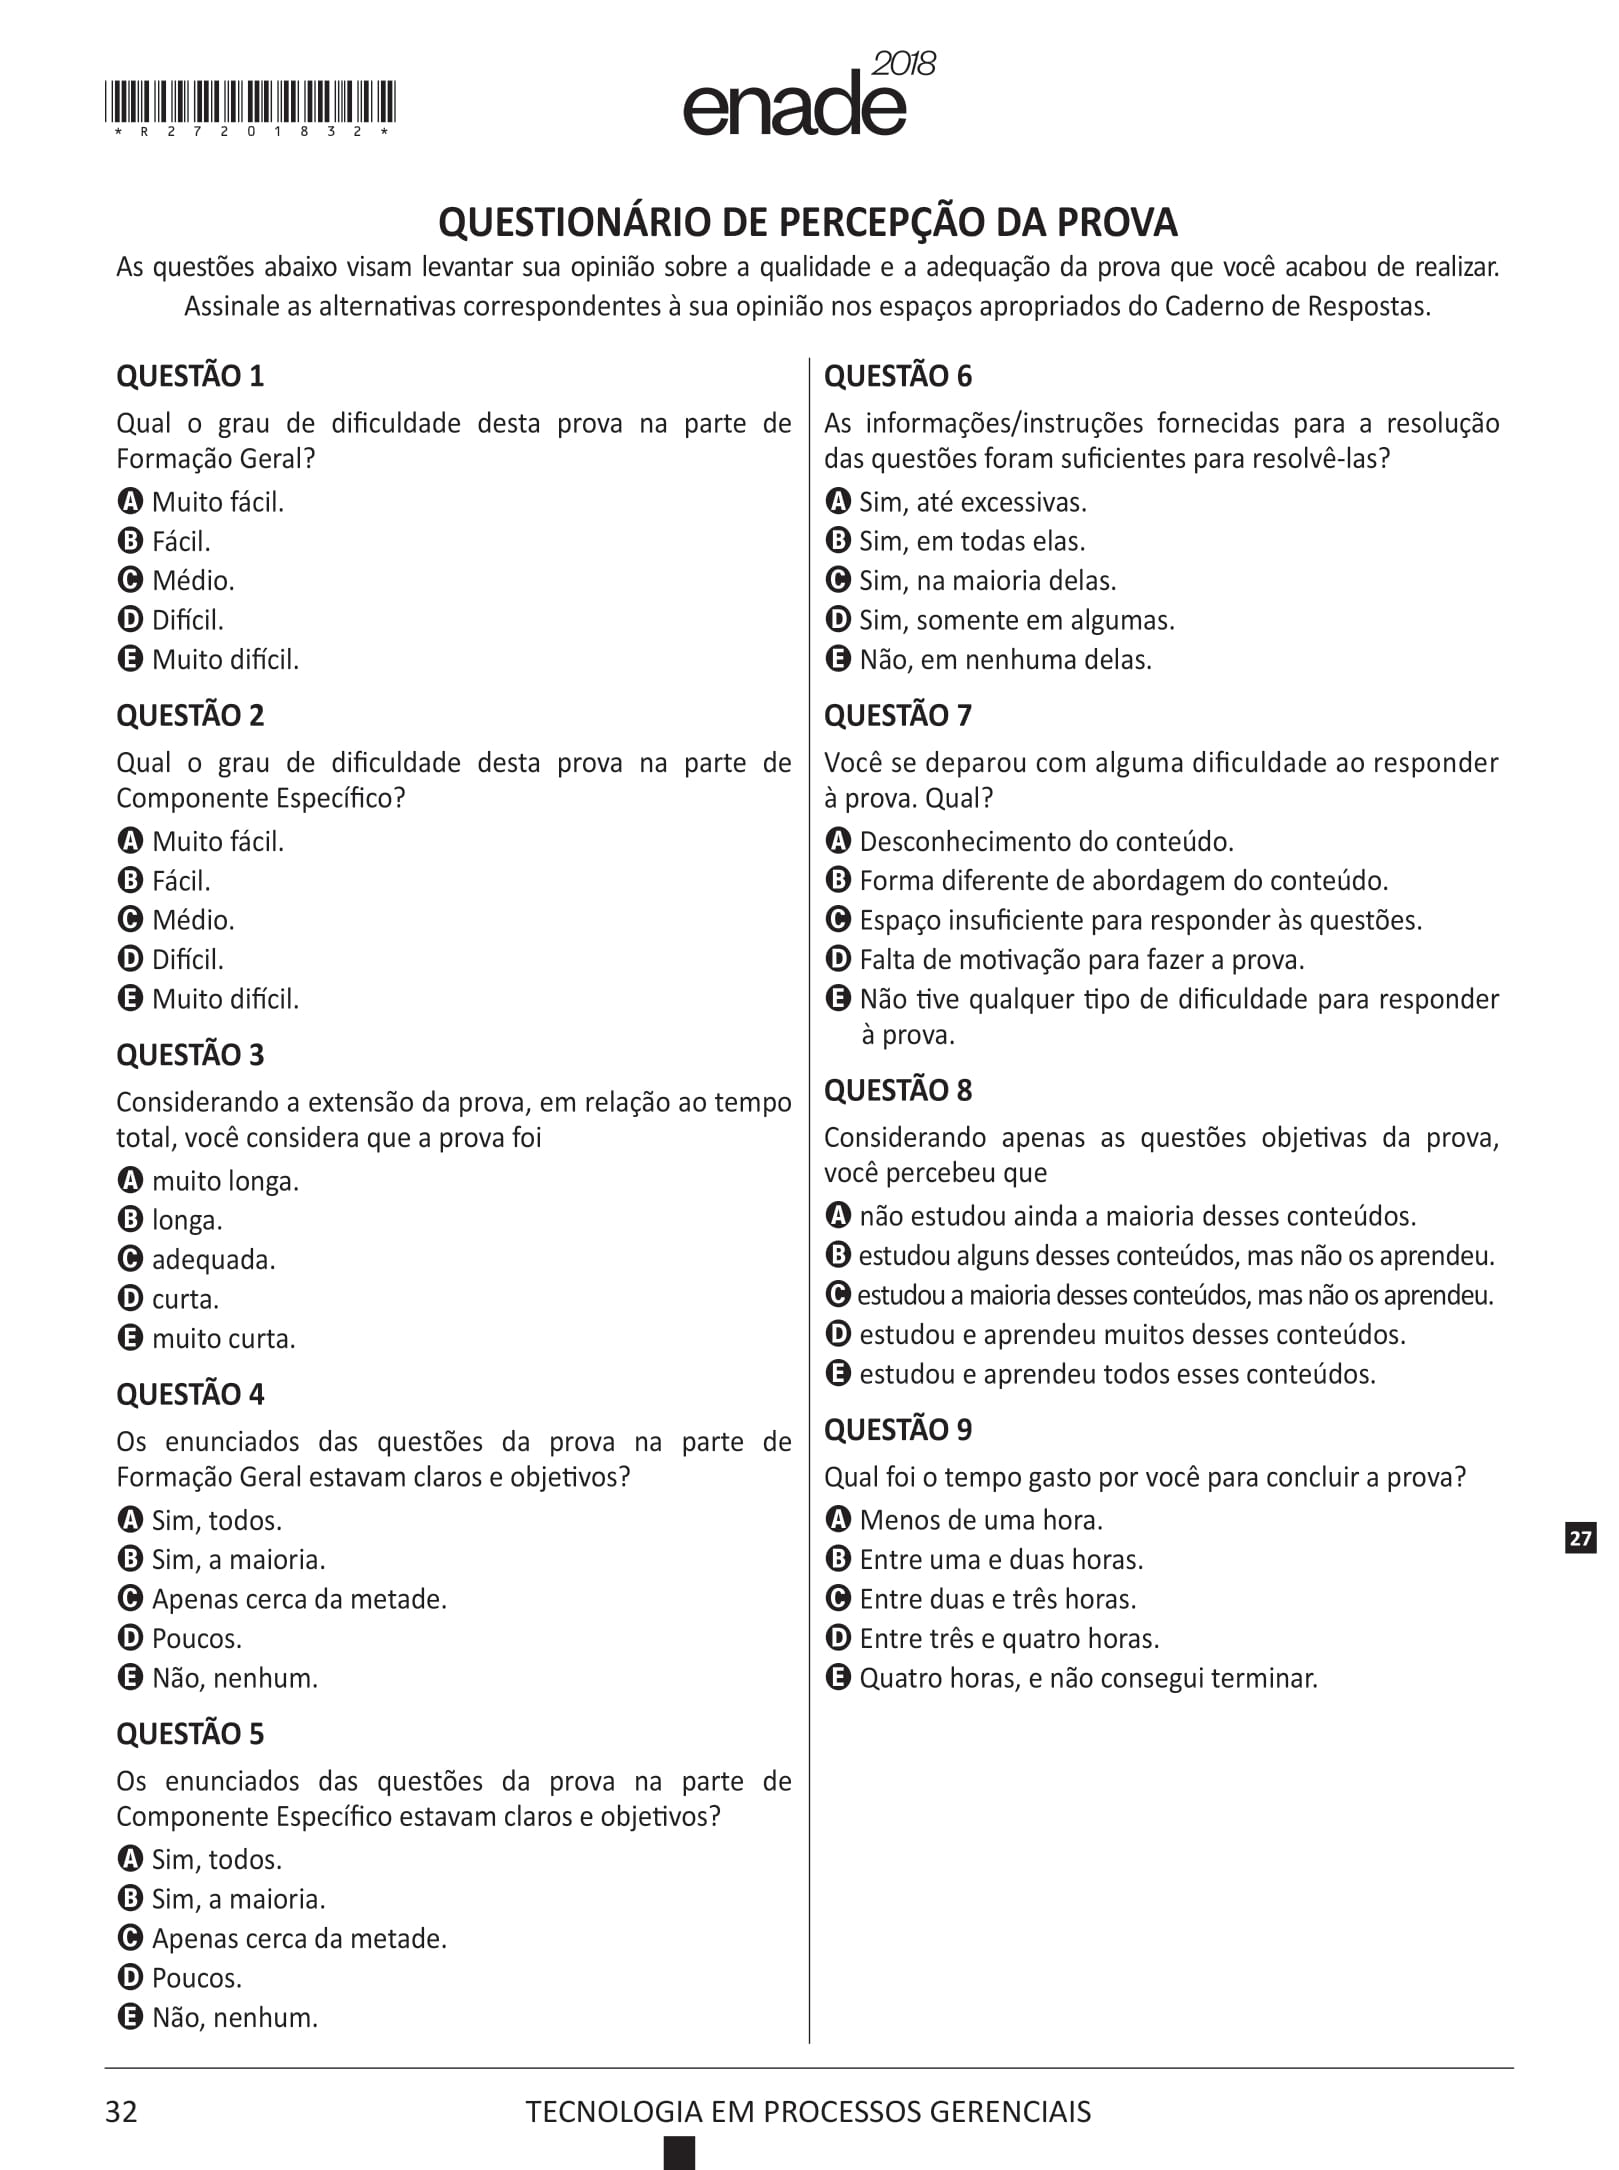 *R27201832*
enade 2018
QUESTIONÁRIO DE PERCEPÇÃO DA PROVA
As questões abaixo visam levantar sua opinião sobre a qualidade e a adequação da prova que você acabou de realizar.
Assinale as alternativas correspondentes à sua opinião nos espaços apropriados do Caderno de Respostas.
QUESTÃO 1
Qual o grau de dificuldade desta prova na parte de
Formação Geral?
A Muito fácil.
B Fácil.
C Médio.
D Difícil.
E Muito difícil.
QUESTÃO 2
Qual o grau de dificuldade desta prova na parte de
Componente Específico?
A Muito fácil.
B Fácil.
C Médio.
D Difícil.
E Muito difícil.
QUESTÃO 3
Considerando a extensão da prova, em relação ao tempo
total, você considera que a prova foi
A muito longa.
B longa.
C adequada.
D curta.
E muito curta.
QUESTÃO 4
Os enunciados das questões da prova na parte de
Formação Geral estavam claros e objetivos?
A Sim, todos.
B Sim, a maioria.
C Apenas cerca da metade.
D Poucos.
E Não, nenhum.
QUESTÃO 5
Os enunciados das questões da prova na parte de
Componente Específico estavam claros e objetivos?
A Sim, todos.
B Sim, a maioria.
C Apenas cerca da metade.
D Poucos.
E Não, nenhum.
QUESTÃO 6
As informações/instruções fornecidas para a resolução
das questões foram suficientes para resolvê-las?
A Sim, até excessivas.
B Sim, em todas elas.
C Sim, na maioria delas.
D Sim, somente em algumas.
E Não, em nenhuma delas.
QUESTÃO 7
Você se deparou com alguma dificuldade ao responder
à prova. Qual?
A Desconhecimento do conteúdo.
B Forma diferente de abordagem do conteúdo.
C Espaço insuficiente para responder às questões.
D Falta de motivação para fazer a prova.
E Não tive qualquer tipo de dificuldade para responder
à prova.
QUESTÃO 8
Considerando apenas as questões objetivas da prova,
você percebeu que
A não estudou ainda a maioria desses conteúdos.
B estudou alguns desses conteúdos, mas não os aprendeu.
C estudou a maioria desses conteúdos, mas não os aprendeu.
D estudou e aprendeu muitos desses conteúdos.
E estudou e aprendeu todos esses conteúdos.
QUESTÃO 9
Qual foi o tempo gasto por você para concluir a prova?
A Menos de uma hora.
B Entre uma e duas horas.
C Entre duas e três horas.
D Entre três e quatro horas.
E Quatro horas, e não consegui terminar.
27
32
TECNOLOGIA EM PROCESSOS GERENCIAIS